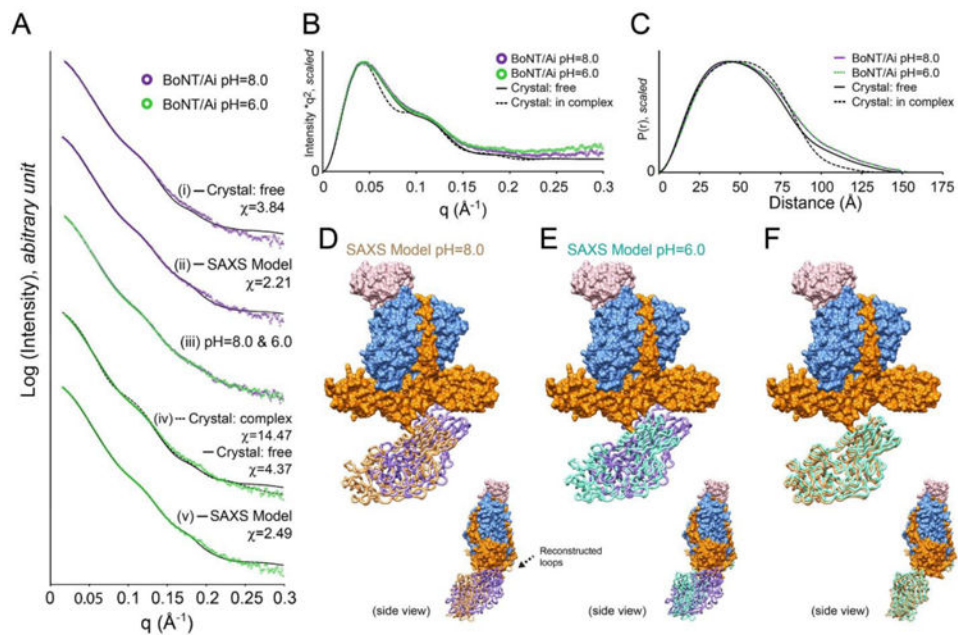 A
BoNT/Ai pH=8.0
BoNT/Ai pH=6.0
(i) Crystal: free
χ=3.84
(ii) SAXS Model
χ=2.21
(iii) pH=8.0 & 6.0
(iv) Crystal: complex
χ=14.47
Crystal: free
χ=4.37
(v) SAXS Model
χ=2.49
Log (Intensity), abitrary unit
0 0.05 0.1 0.15 0.2 0.25 0.3
q (Å⁻¹)
B
BoNT/Ai pH=8.0
BoNT/Ai pH=6.0
Crystal: free
Crystal: in complex
Intensity *q², scaled
0
0 0.05 0.1 0.15 0.2 0.25 0.3
q (Å⁻¹)
C
BoNT/Ai pH=8.0
BoNT/Ai pH=6.0
Crystal: free
Crystal: in complex
P(r), scaled
0
0 25 50 75 100 125 150 175
Distance (Å)
D SAXS Model pH=8.0
E SAXS Model pH=6.0
F
Reconstructed
loops
(side view)
(side view)
(side view)